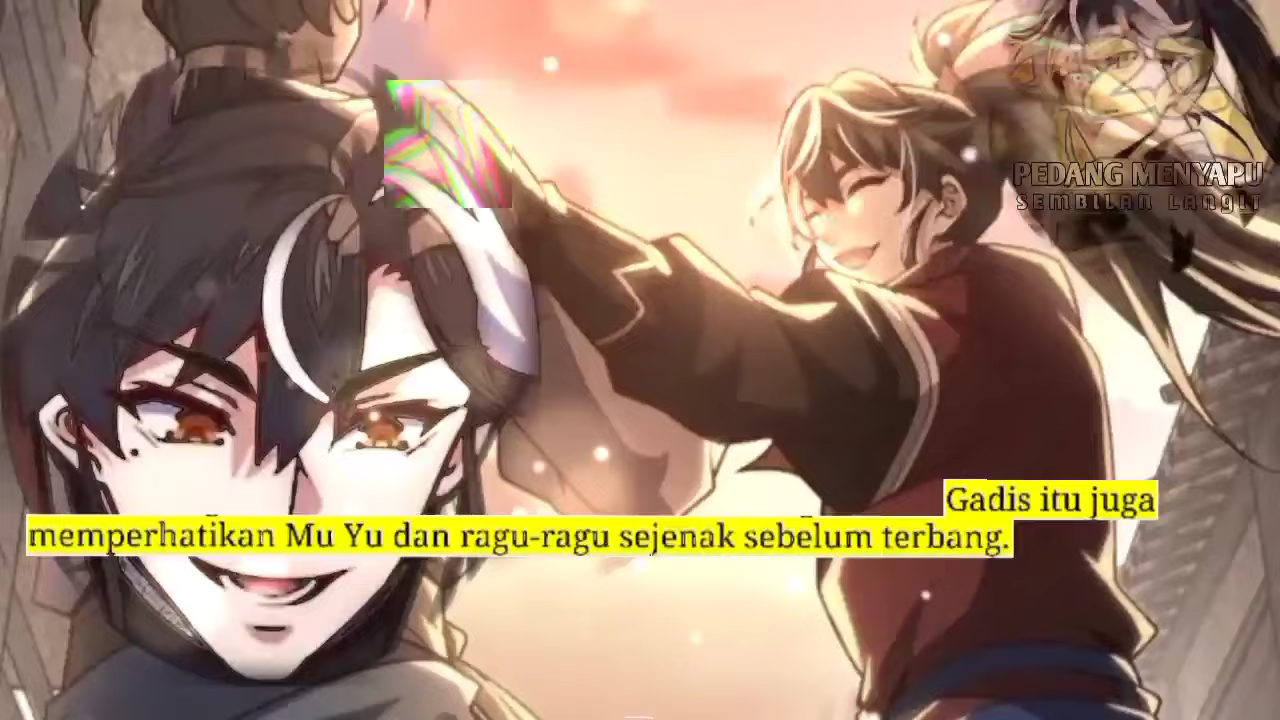 PEDANG MENYAPU
SEMBILAN LANGIT
Gadis itu juga
memperhatikan Mu Yu dan ragu-ragu sejenak sebelum terbang.